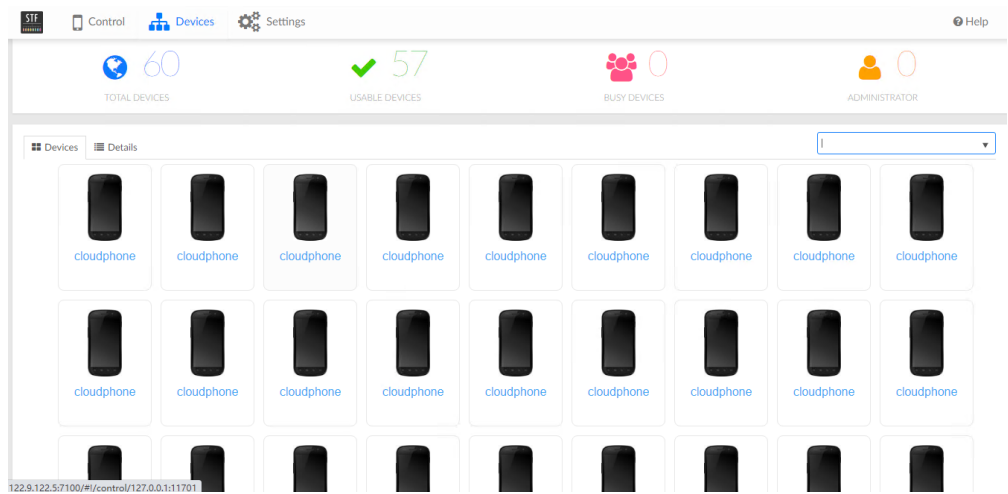 STF
Control
Devices
Settings
Help
60
57
0
0
TOTAL DEVICES
USABLE DEVICES
BUSY DEVICES
ADMINISTRATOR
Devices
Details
cloudphone cloudphone cloudphone cloudphone cloudphone cloudphone cloudphone cloudphone cloudphone
cloudphone cloudphone cloudphone cloudphone cloudphone cloudphone cloudphone cloudphone cloudphone
122.9.122.5:7100/#!/control/127.0.0.1:11701